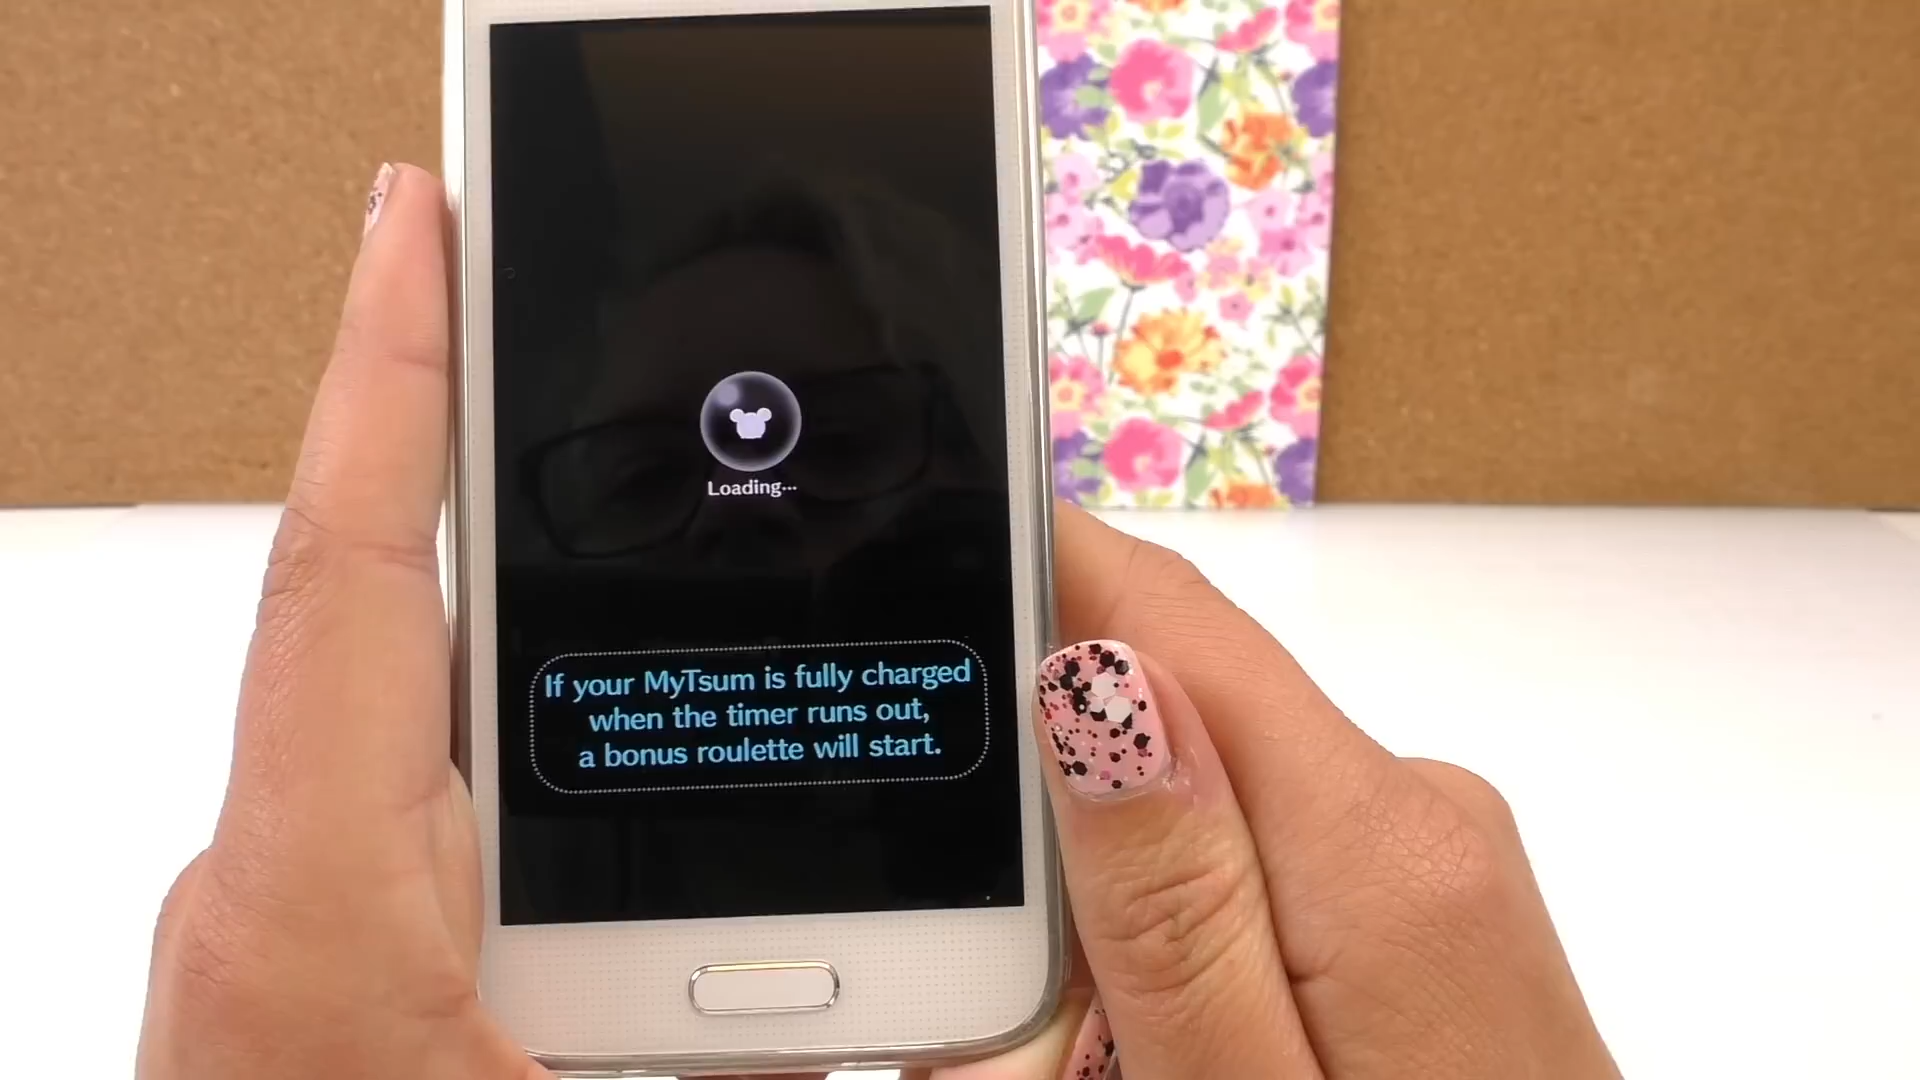 Loading...
If your MyTsum is fully charged
when the timer runs out,
a bonus roulette will start.